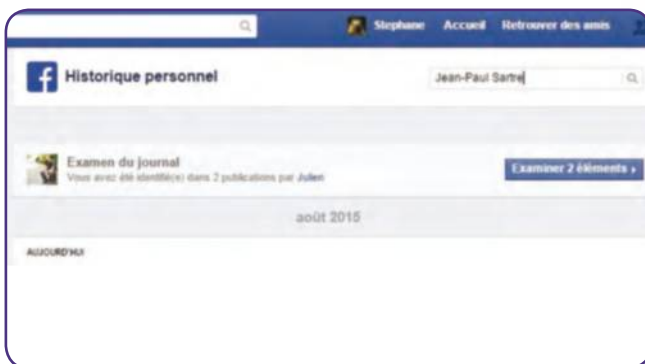 Stephane Accueil Retrouver des amis
f Historique personnel Jean-Paul Sartre
Examen du journal
Vous avez été identifié(e) dans 2 publications par Julien
Examiner 2 éléments
août 2015
AUJOURD'HUI